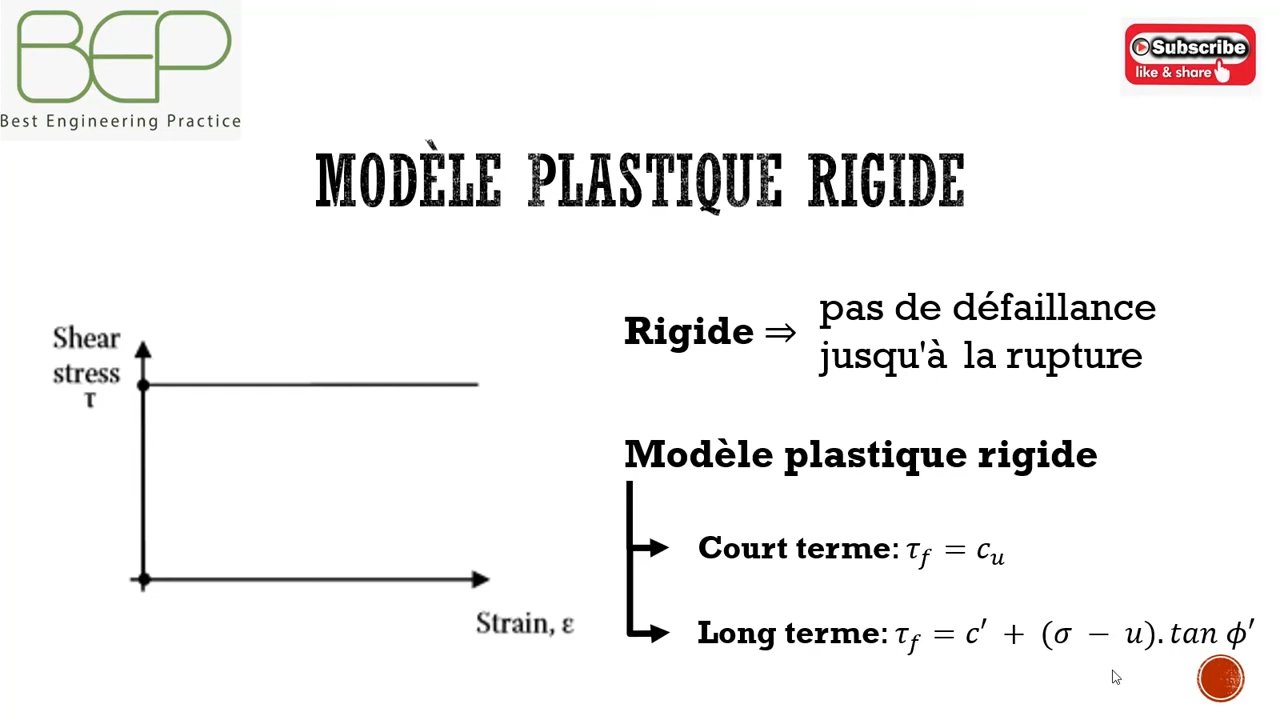 BEP
Best Engineering Practice
Subscribe
like & share
MODÈLE PLASTIQUE RIGIDE
Shear
stress
τ
Strain, ε
Rigide ⇒ pas de défaillance
jusqu'à la rupture
Modèle plastique rigide
Court terme: τ_f = c_u
Long terme: τ_f = c′ + (σ − u). tan ϕ′